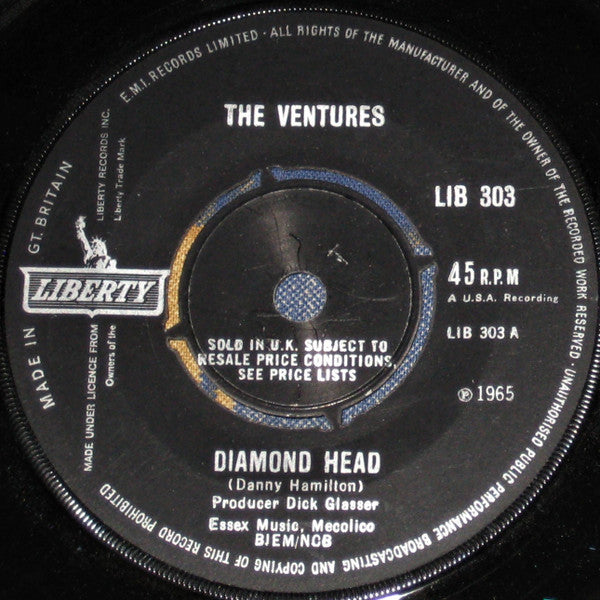 E.M.I. RECORDS LIMITED · ALL RIGHTS OF THE MANUFACTURER AND OF THE OWNER OF THE RECORDED WORK RESERVED · UNAUTHORISED PUBLIC PERFORMANCE BROADCASTING AND COPYING OF THIS RECORD PROHIBITED
MADE IN GT. BRITAIN
THE VENTURES
LIBERTY RECORDS INC.
Liberty Trade Mark
LIBERTY
MADE UNDER LICENCE FROM
Owners of the
LIB 303
45 R.P.M
A U.S.A. Recording
LIB 303 A
℗ 1965
SOLD IN U.K. SUBJECT TO
RESALE PRICE CONDITIONS,
SEE PRICE LISTS
DIAMOND HEAD
(Danny Hamilton)
Producer Dick Glasser
Essex Music, Mecolico
BIEM/NCB